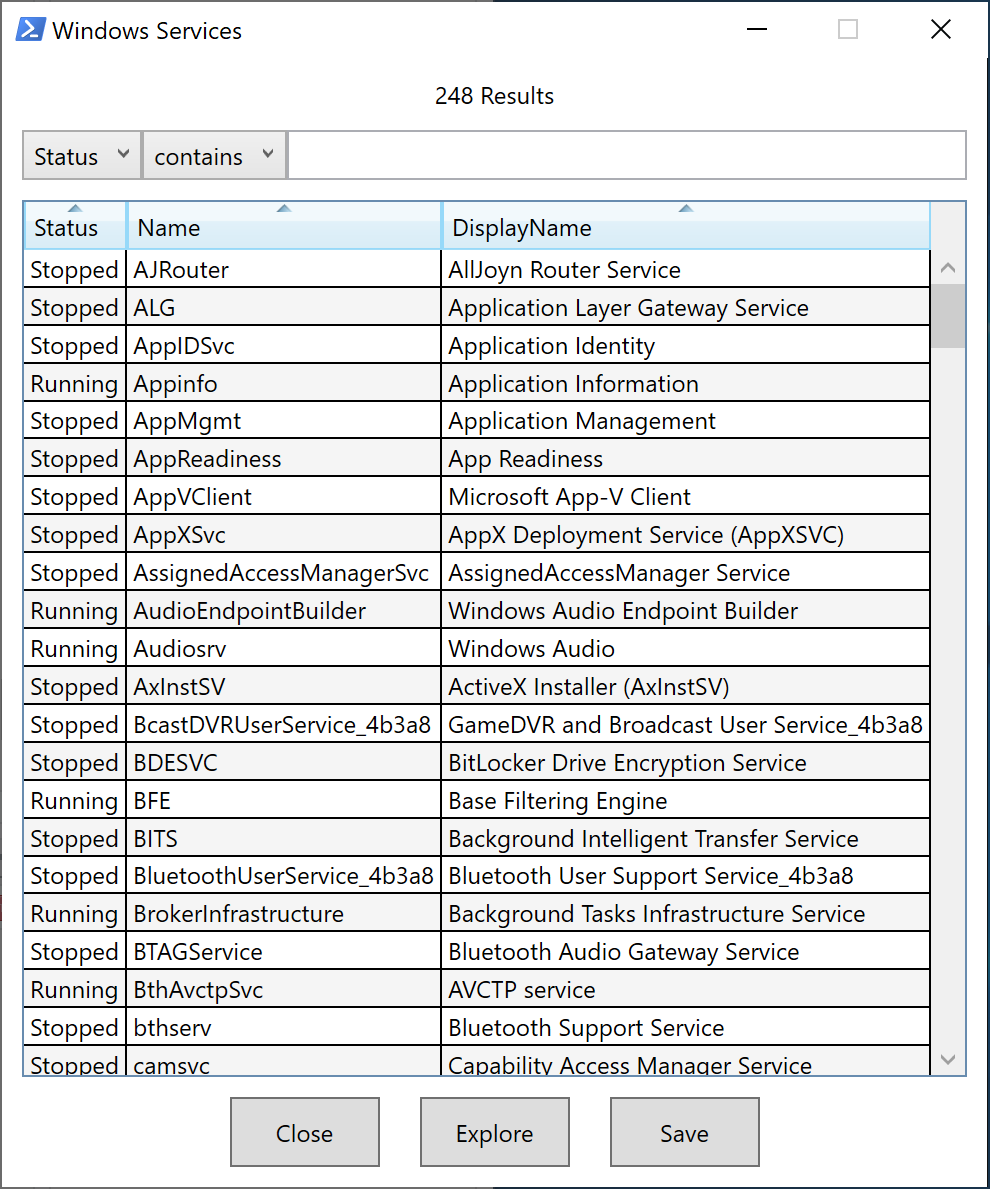 Windows Services
248 Results
Status contains
Status Name DisplayName
Stopped AJRouter AllJoyn Router Service
Stopped ALG Application Layer Gateway Service
Stopped AppIDSvc Application Identity
Running Appinfo Application Information
Stopped AppMgmt Application Management
Stopped AppReadiness App Readiness
Stopped AppVClient Microsoft App-V Client
Stopped AppXSvc AppX Deployment Service (AppXSVC)
Stopped AssignedAccessManagerSvc AssignedAccessManager Service
Running AudioEndpointBuilder Windows Audio Endpoint Builder
Running Audiosrv Windows Audio
Stopped AxInstSV ActiveX Installer (AxInstSV)
Stopped BcastDVRUserService_4b3a8 GameDVR and Broadcast User Service_4b3a8
Stopped BDESVC BitLocker Drive Encryption Service
Running BFE Base Filtering Engine
Stopped BITS Background Intelligent Transfer Service
Stopped BluetoothUserService_4b3a8 Bluetooth User Support Service_4b3a8
Running BrokerInfrastructure Background Tasks Infrastructure Service
Stopped BTAGService Bluetooth Audio Gateway Service
Running BthAvctpSvc AVCTP service
Stopped bthserv Bluetooth Support Service
Stopped camsvc Capability Access Manager Service
Close Explore Save